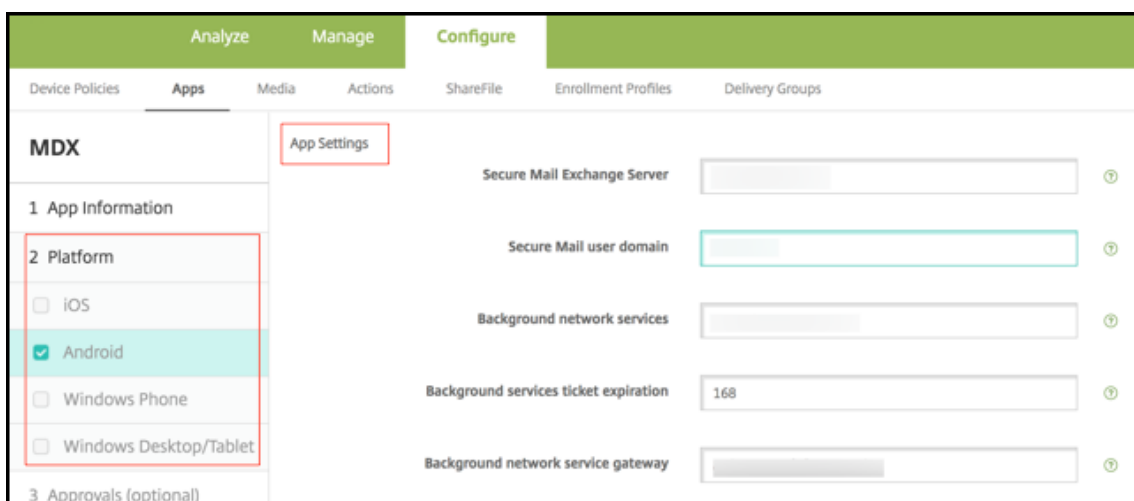 Analyze Manage Configure
Device Policies Apps Media Actions ShareFile Enrollment Profiles Delivery Groups
MDX
App Settings
Secure Mail Exchange Server
1 App Information
Secure Mail user domain
2 Platform
iOS
Background network services
Android
Background services ticket expiration 168
Windows Phone
Windows Desktop/Tablet
Background network service gateway
3 Approvals (optional)